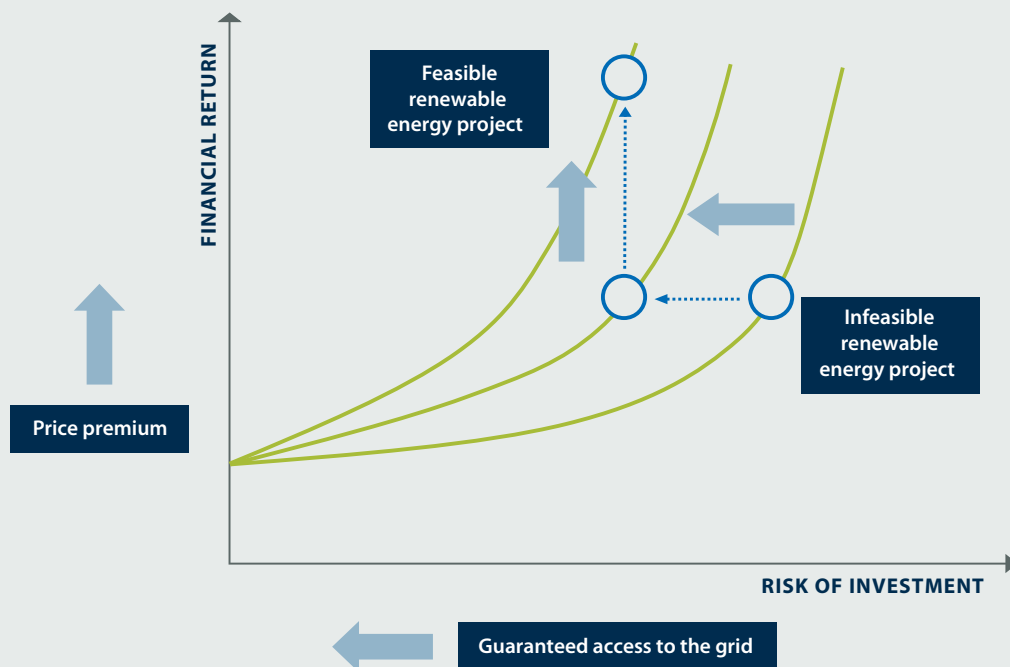 FINANCIAL RETURN
Feasible
renewable
energy project
Infeasible
renewable
energy project
Price premium
RISK OF INVESTMENT
Guaranteed access to the grid